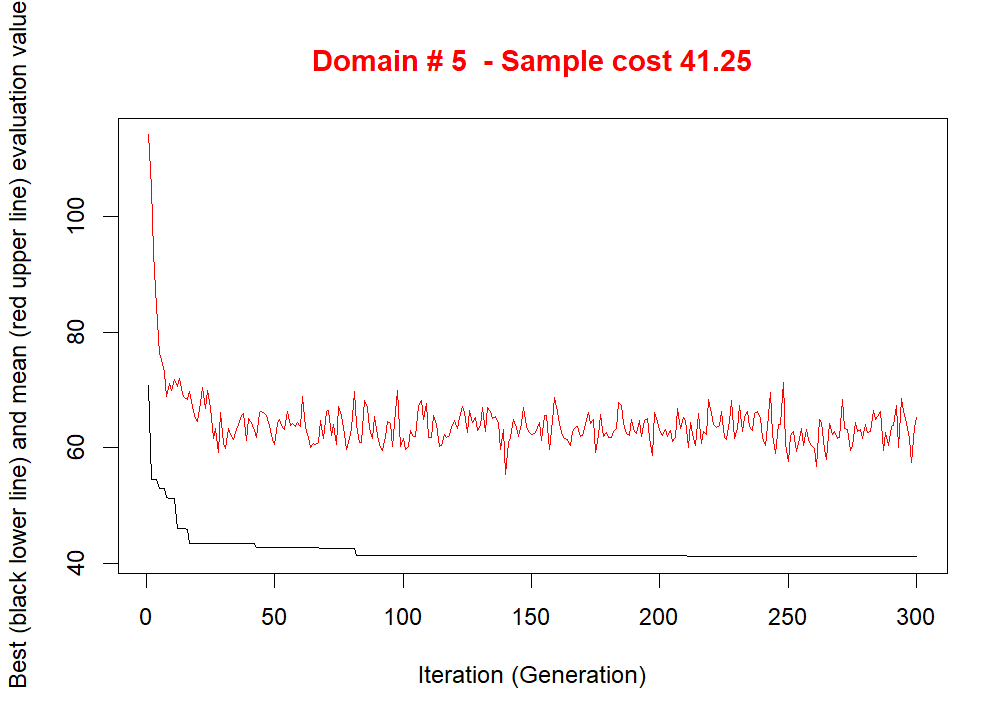 Domain # 5  - Sample cost 41.25
Best (black lower line) and mean (red upper line) evaluation value
100
80
60
40
0 50 100 150 200 250 300
Iteration (Generation)